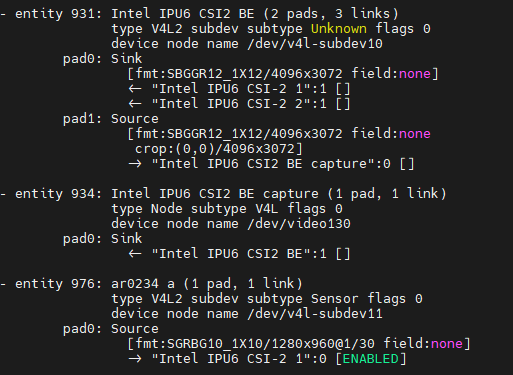 - entity 931: Intel IPU6 CSI2 BE (2 pads, 3 links)
type V4L2 subdev subtype Unknown flags 0
device node name /dev/v4l-subdev10
pad0: Sink
[fmt:SBGGR12_1X12/4096x3072 field:none]
<- "Intel IPU6 CSI-2 1":1 []
<- "Intel IPU6 CSI-2 2":1 []
pad1: Source
[fmt:SBGGR12_1X12/4096x3072 field:none
crop:(0,0)/4096x3072]
-> "Intel IPU6 CSI2 BE capture":0 []
- entity 934: Intel IPU6 CSI2 BE capture (1 pad, 1 link)
type Node subtype V4L flags 0
device node name /dev/video130
pad0: Sink
<- "Intel IPU6 CSI2 BE":1 []
- entity 976: ar0234 a (1 pad, 1 link)
type V4L2 subdev subtype Sensor flags 0
device node name /dev/v4l-subdev11
pad0: Source
[fmt:SGRBG10_1X10/1280x960@1/30 field:none]
-> "Intel IPU6 CSI-2 1":0 [ENABLED]